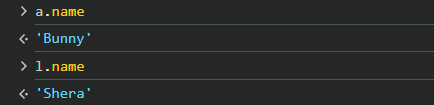 > a.name
<· 'Bunny'
> l.name
<· 'Shera'